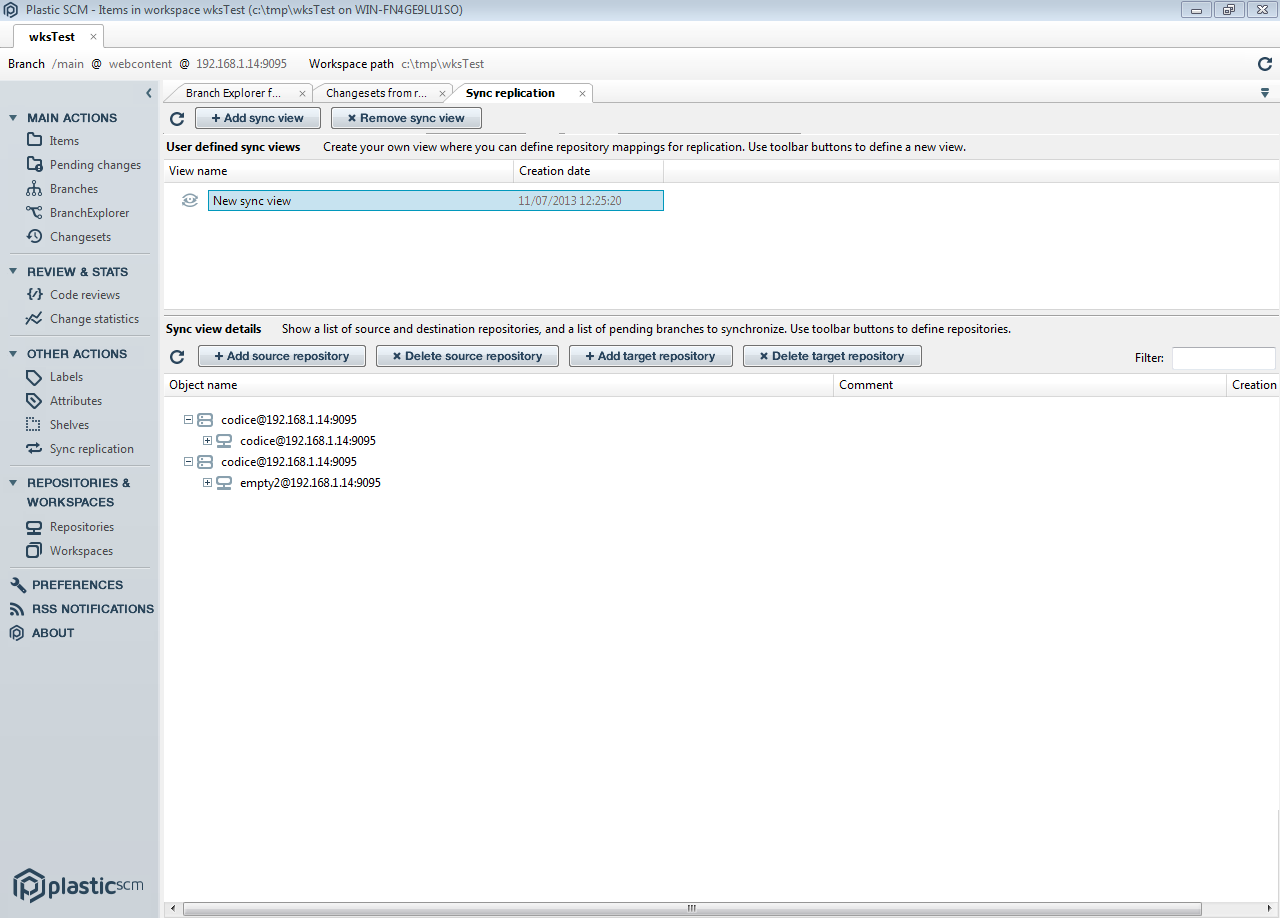 Plastic SCM - Items in workspace wksTest (c:\tmp\wksTest on WIN-FN4GE9LU1SO)
wksTest
Branch /main @ webcontent @ 192.168.1.14:9095 Workspace path c:\tmp\wksTest
MAIN ACTIONS
Items
Pending changes
Branches
BranchExplorer
Changesets
REVIEW & STATS
Code reviews
Change statistics
OTHER ACTIONS
Labels
Attributes
Shelves
Sync replication
REPOSITORIES &
WORKSPACES
Repositories
Workspaces
PREFERENCES
RSS NOTIFICATIONS
ABOUT
plasticscm
Branch Explorer f... Changesets from r... Sync replication
Add sync view Remove sync view
User defined sync views Create your own view where you can define repository mappings for replication. Use toolbar buttons to define a new view.
View name Creation date
New sync view 11/07/2013 12:25:20
Sync view details Show a list of source and destination repositories, and a list of pending branches to synchronize. Use toolbar buttons to define repositories.
Add source repository Delete source repository Add target repository Delete target repository Filter:
Object name Comment Creation
codice@192.168.1.14:9095
codice@192.168.1.14:9095
codice@192.168.1.14:9095
empty2@192.168.1.14:9095